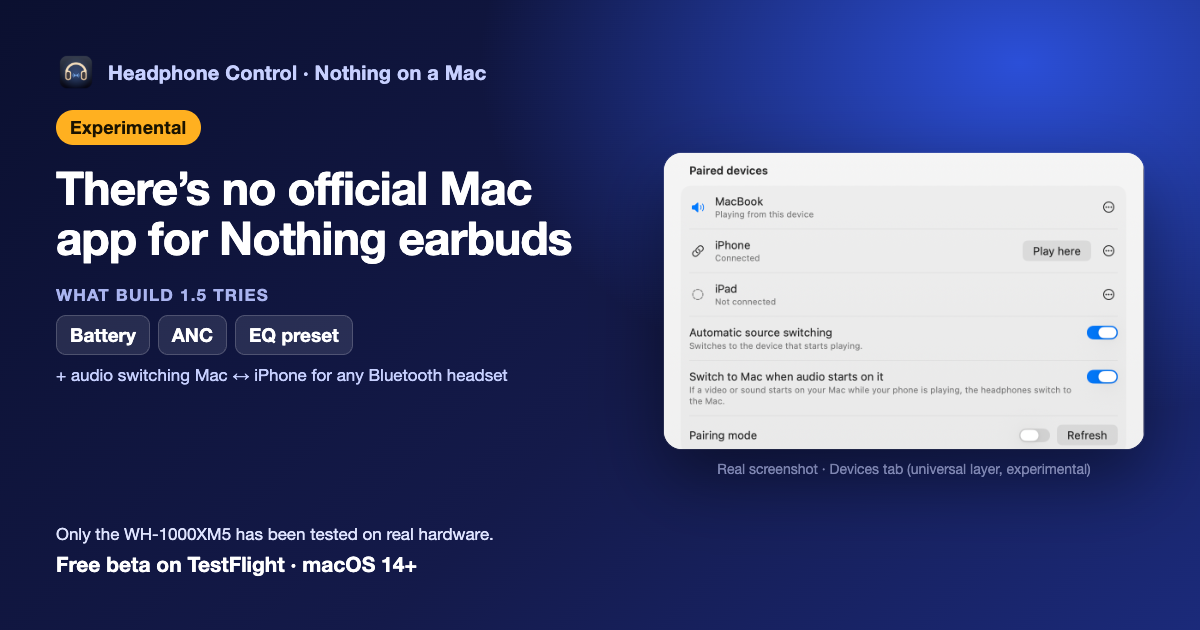 Headphone Control · Nothing on a Mac
Experimental
There’s no official Mac
app for Nothing earbuds
WHAT BUILD 1.5 TRIES
Battery
ANC
EQ preset
+ audio switching Mac ↔ iPhone for any Bluetooth headset
Only the WH-1000XM5 has been tested on real hardware.
Free beta on TestFlight · macOS 14+
Paired devices
MacBook
Playing from this device
iPhone
Connected
Play here
iPad
Not connected
Automatic source switching
Switches to the device that starts playing.
Switch to Mac when audio starts on it
If a video or sound starts on your Mac while your phone is playing, the headphones switch to
the Mac.
Pairing mode
Refresh
Real screenshot · Devices tab (universal layer, experimental)